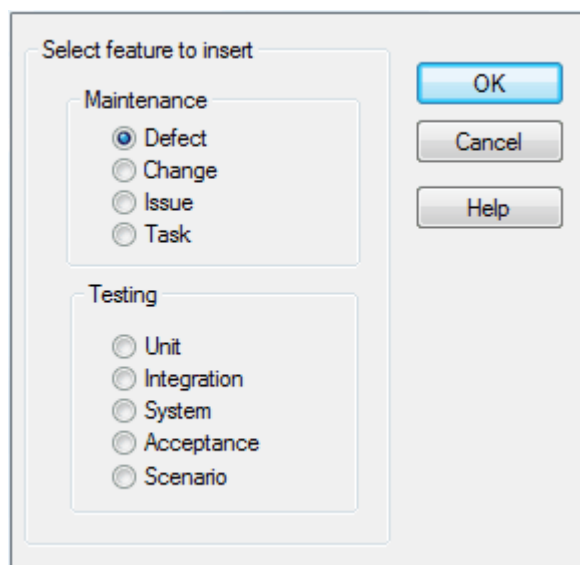 Select feature to insert
Maintenance
Defect
Change
Issue
Task
Testing
Unit
Integration
System
Acceptance
Scenario
OK
Cancel
Help